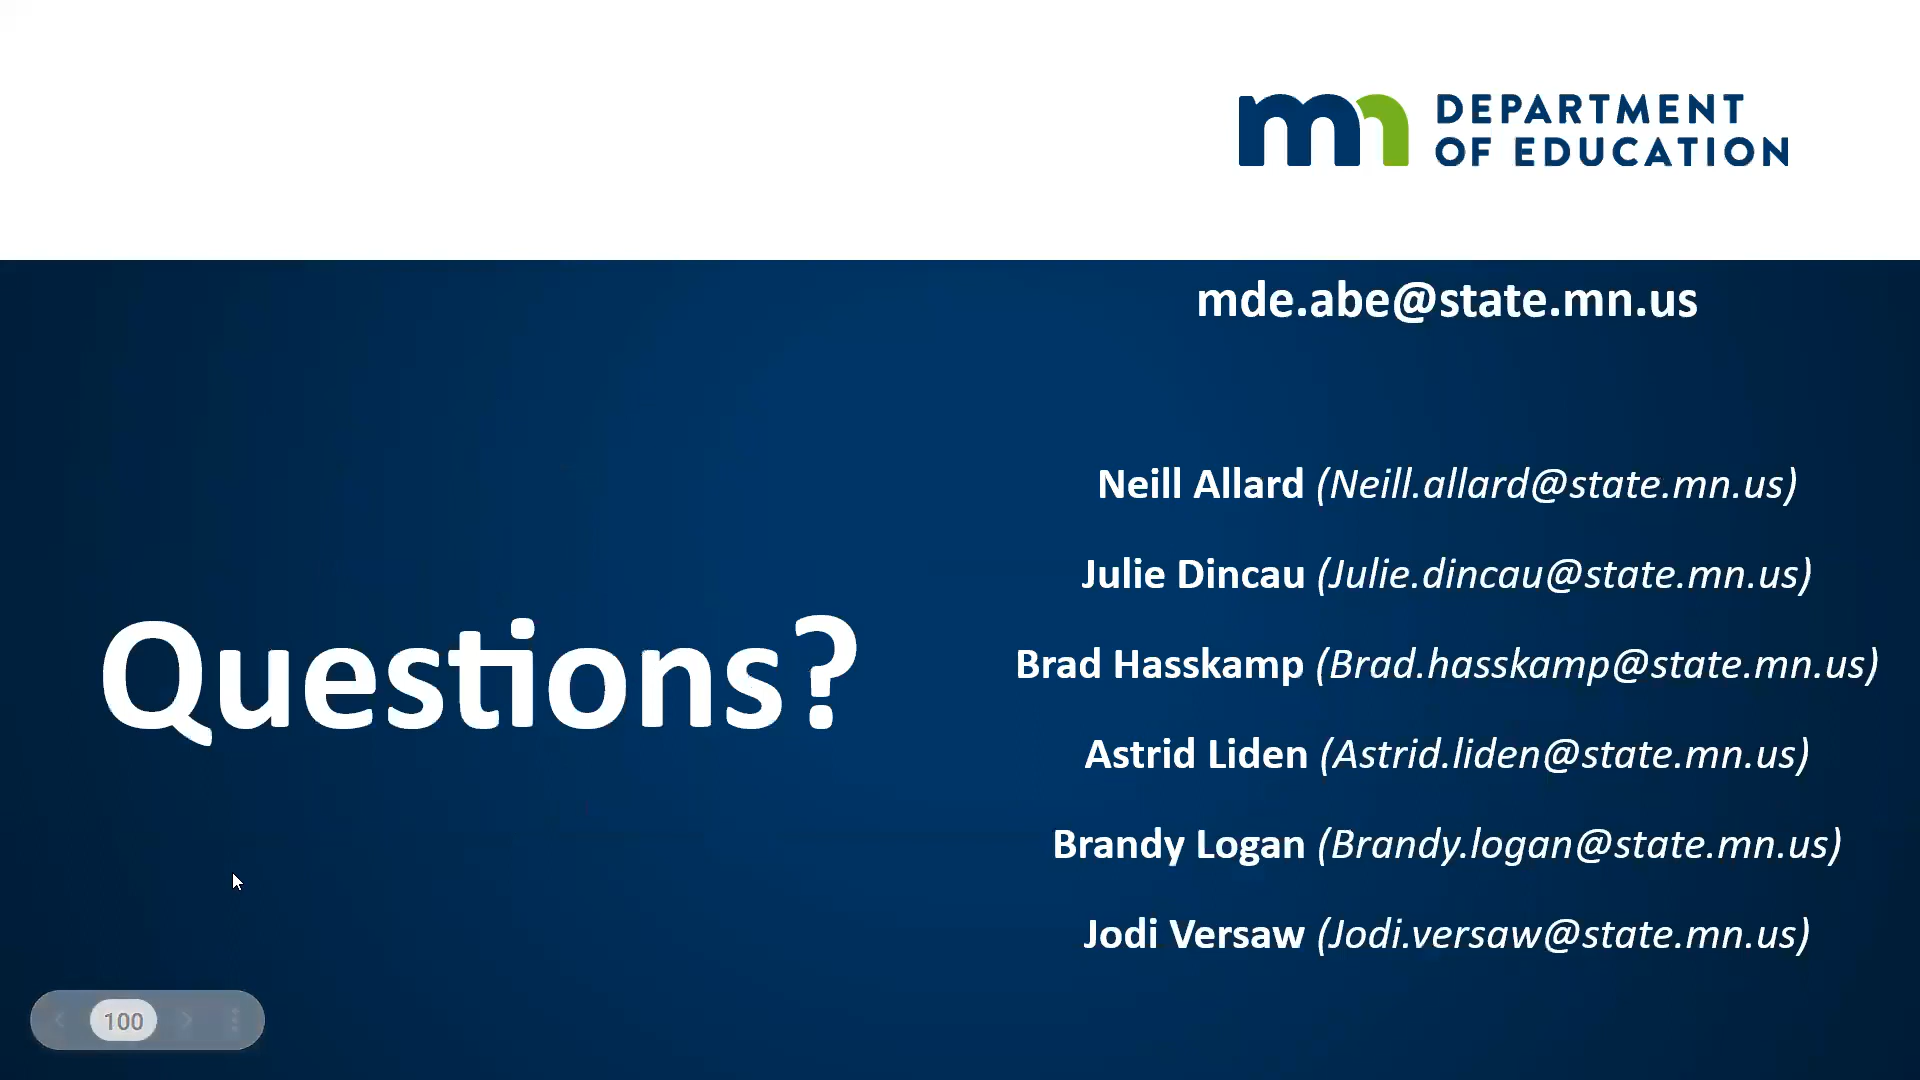 mn DEPARTMENT
OF EDUCATION
mde.abe@state.mn.us
Neill Allard (Neill.allard@state.mn.us)
Julie Dincau (Julie.dincau@state.mn.us)
Questions?
Brad Hasskamp (Brad.hasskamp@state.mn.us)
Astrid Liden (Astrid.liden@state.mn.us)
Brandy Logan (Brandy.logan@state.mn.us)
Jodi Versaw (Jodi.versaw@state.mn.us)
100